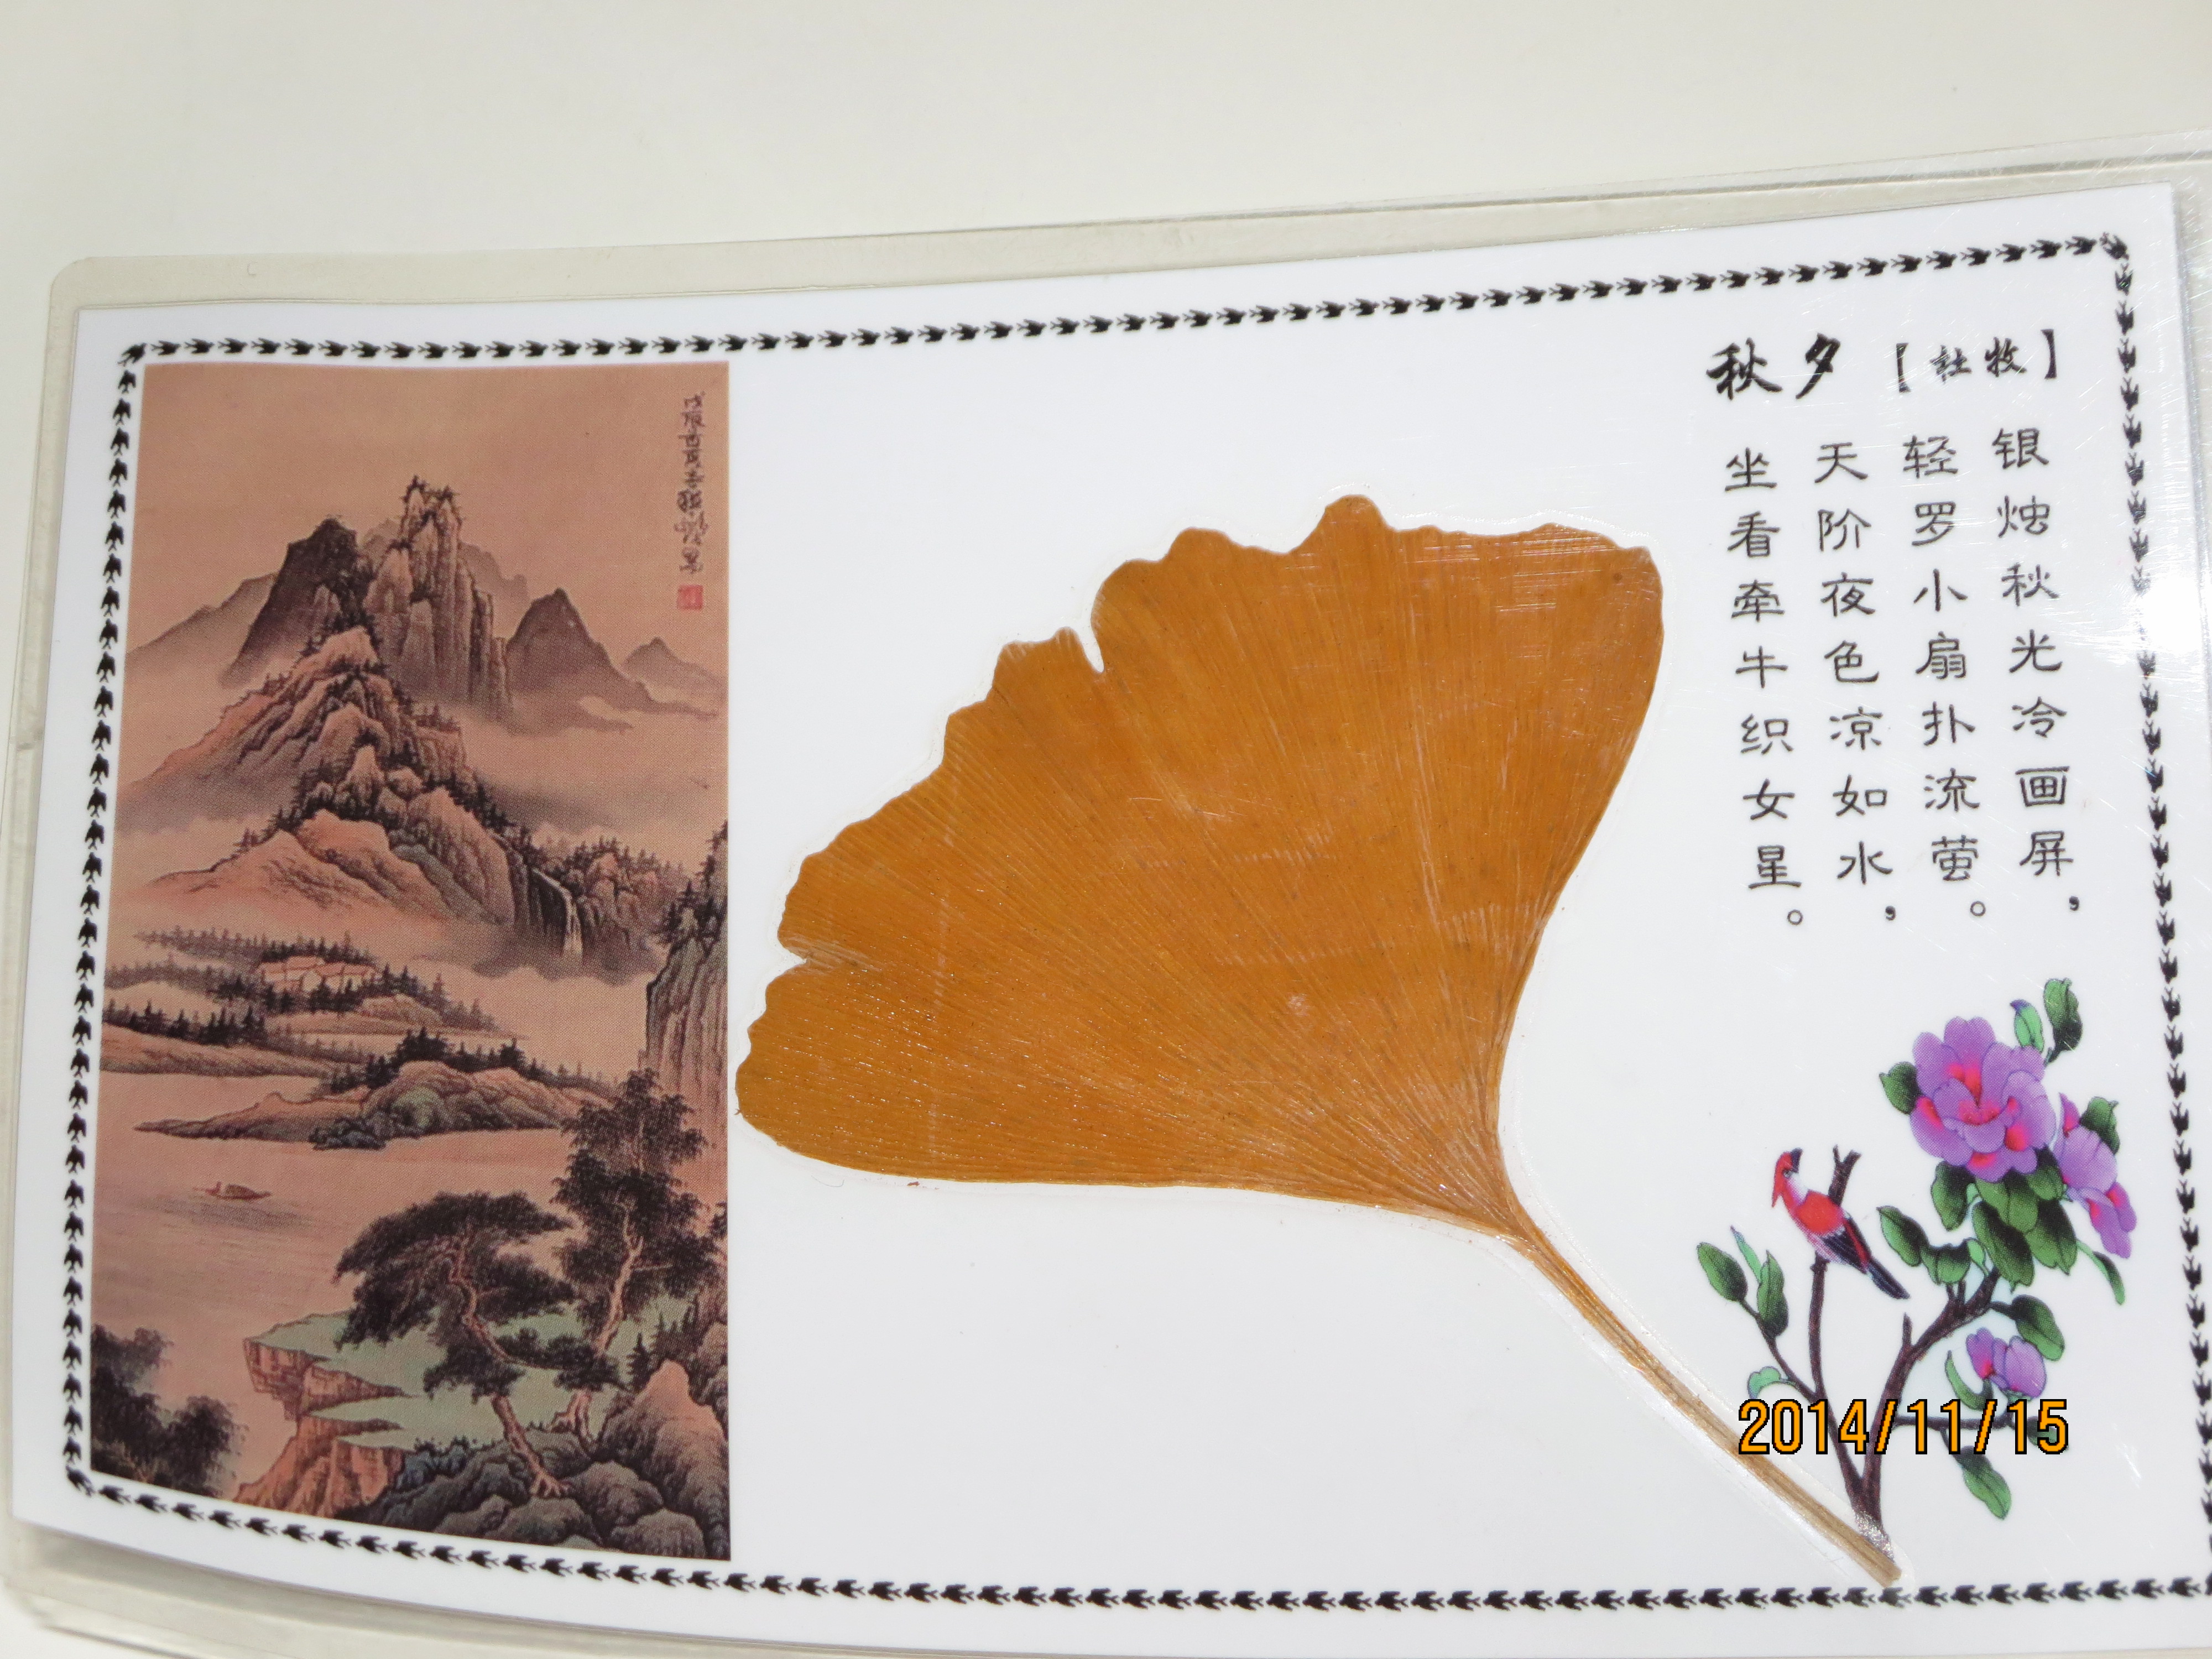 秋夕 【杜牧】
银烛秋光冷画屏，
轻罗小扇扑流萤。
天阶夜色凉如水，
坐看牵牛织女星。
2014/11/15